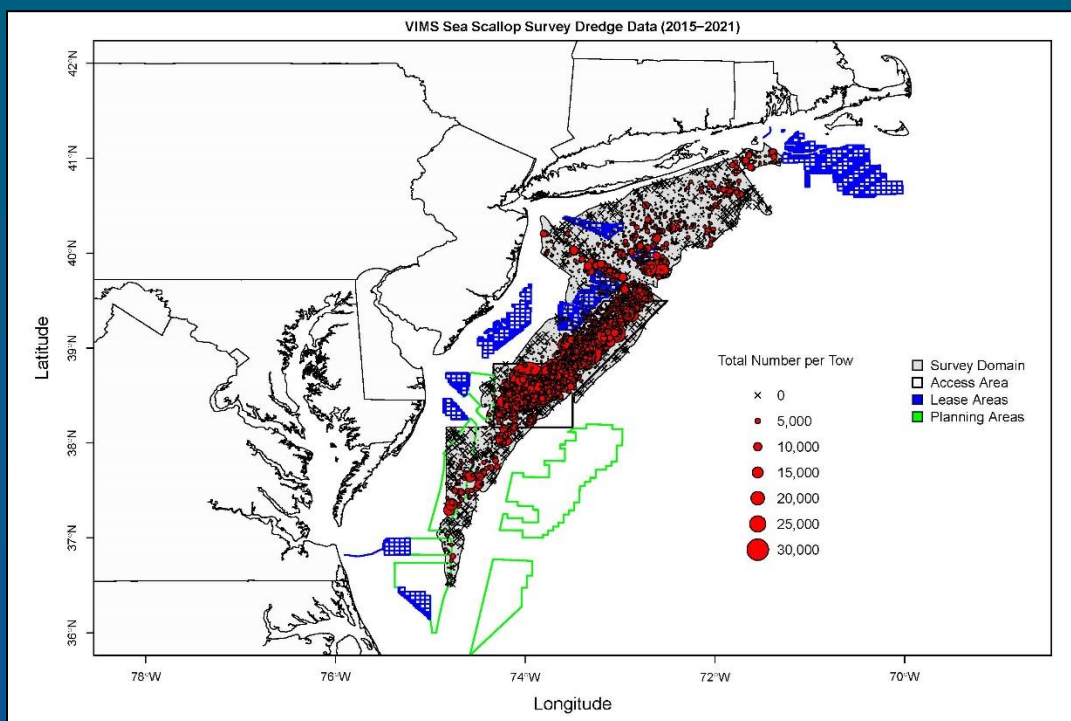 VIMS Sea Scallop Survey Dredge Data (2015–2021)
42°N
41°N
40°N
39°N
38°N
37°N
36°N
Latitude
Total Number per Tow
0
5,000
10,000
15,000
20,000
25,000
30,000
Survey Domain
Access Area
Lease Areas
Planning Areas
78°W
76°W
74°W
72°W
70°W
Longitude